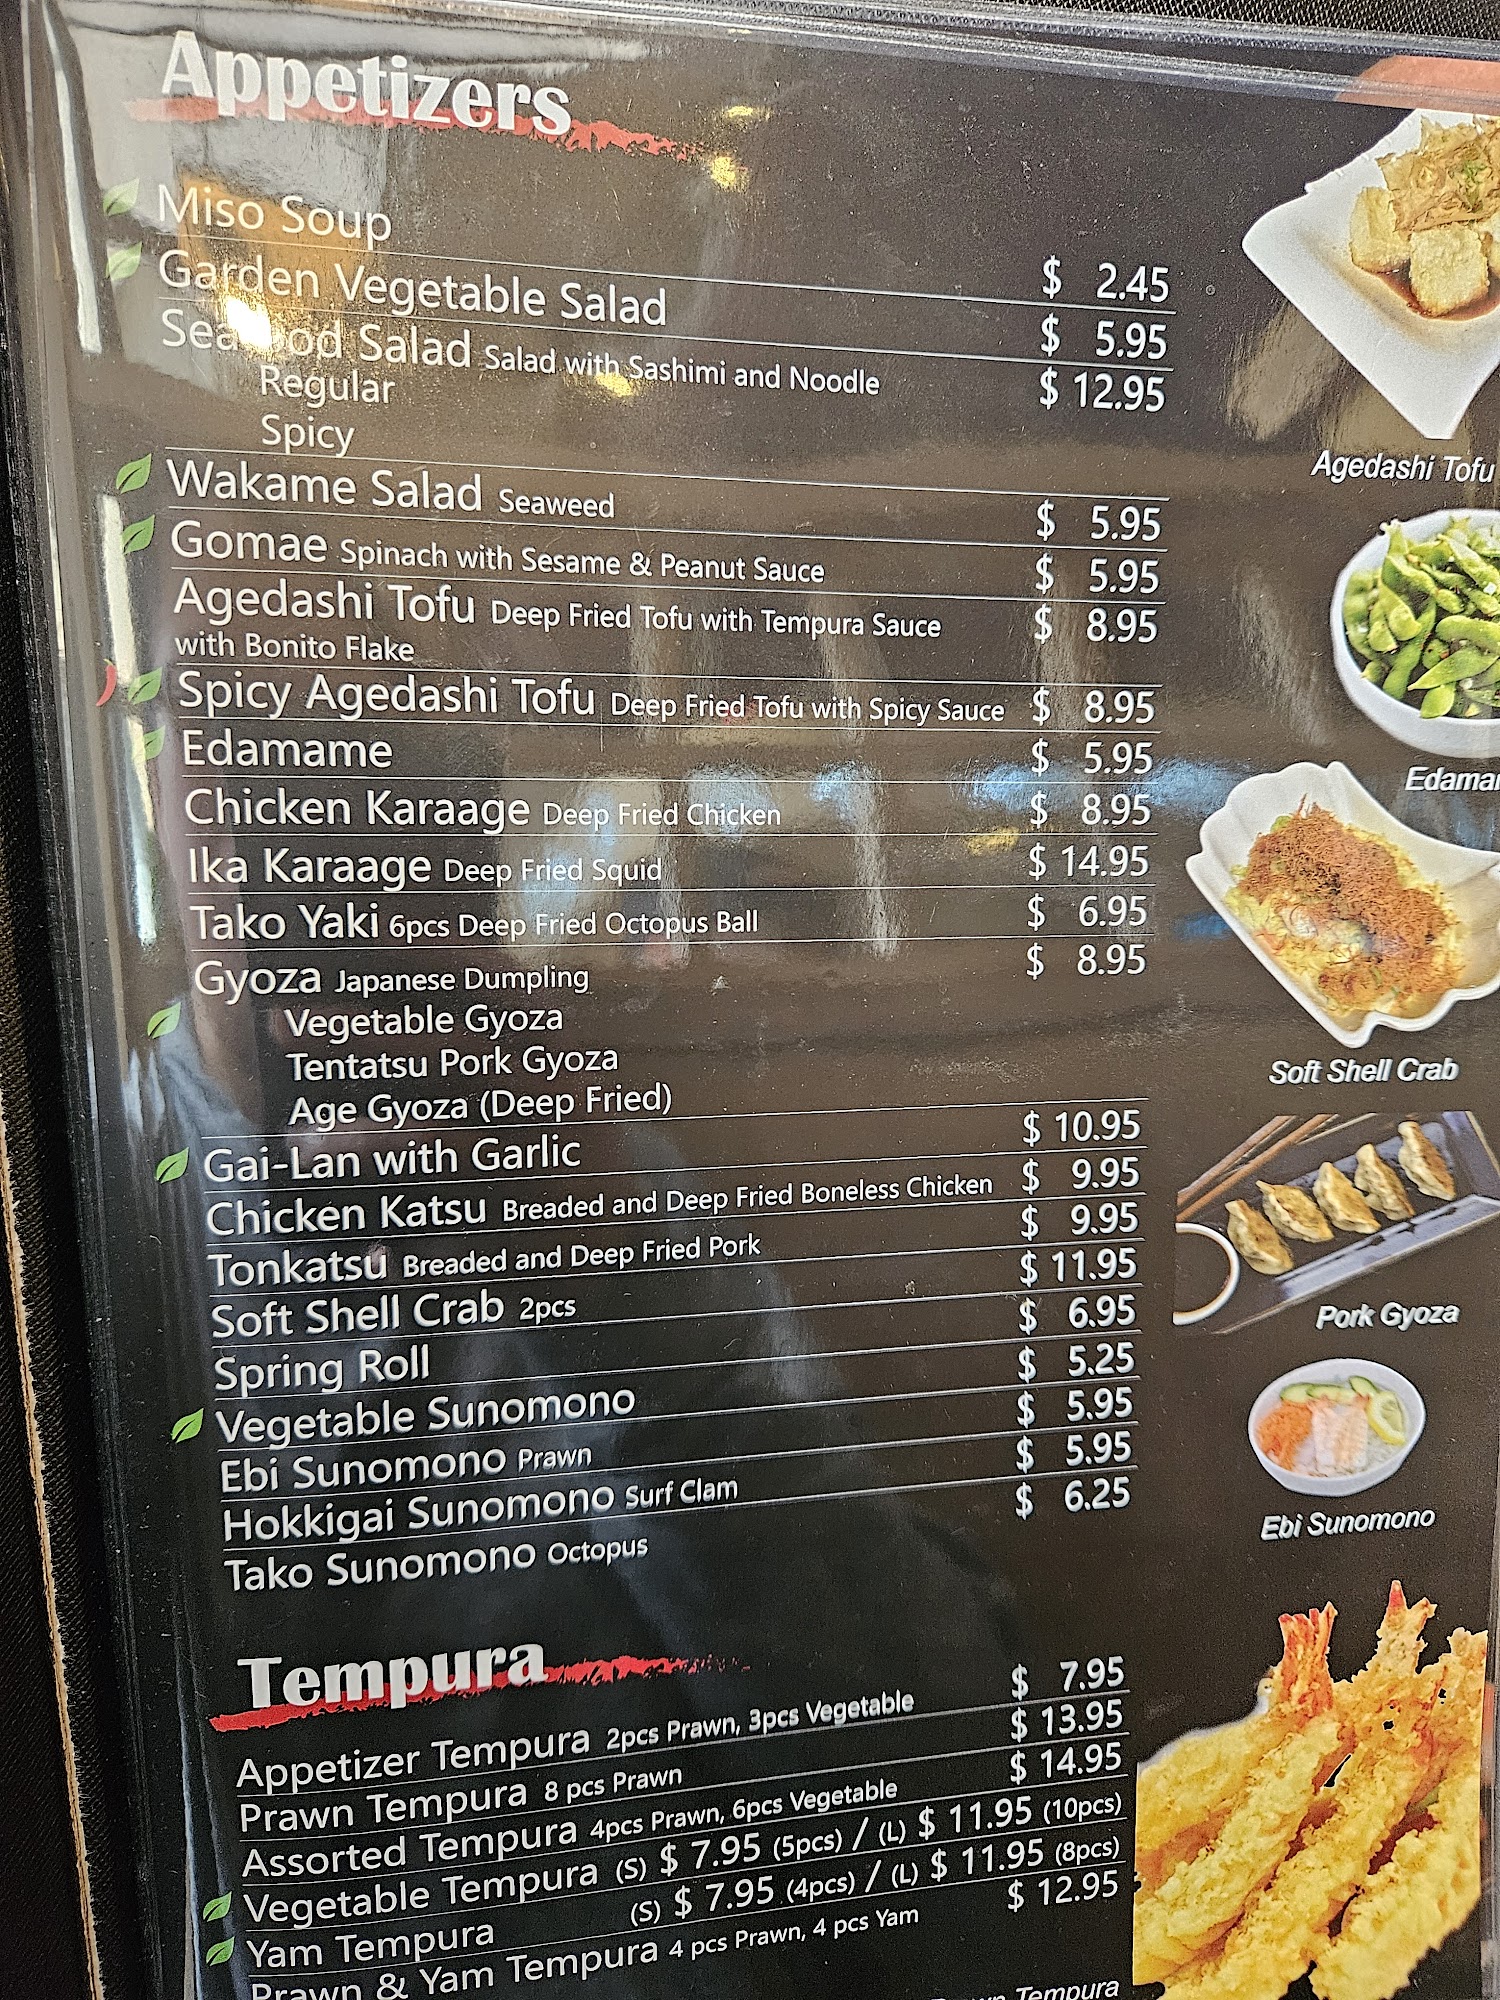 Appetizers
Miso Soup $ 2.45
Garden Vegetable Salad $ 5.95
Seafood Salad Salad with Sashimi and Noodle $ 12.95
Regular
Spicy
Wakame Salad Seaweed $ 5.95
Gomae Spinach with Sesame & Peanut Sauce $ 5.95
Agedashi Tofu Deep Fried Tofu with Tempura Sauce $ 8.95
with Bonito Flake
Spicy Agedashi Tofu Deep Fried Tofu with Spicy Sauce $ 8.95
Edamame $ 5.95
Chicken Karaage Deep Fried Chicken $ 8.95
Ika Karaage Deep Fried Squid $ 14.95
Tako Yaki 6pcs Deep Fried Octopus Ball $ 6.95
Gyoza Japanese Dumpling $ 8.95
Vegetable Gyoza
Tentatsu Pork Gyoza
Age Gyoza (Deep Fried)
Gai-Lan with Garlic $ 10.95
Chicken Katsu Breaded and Deep Fried Boneless Chicken $ 9.95
Tonkatsu Breaded and Deep Fried Pork $ 9.95
Soft Shell Crab 2pcs $ 11.95
Spring Roll $ 6.95
Vegetable Sunomono $ 5.25
Ebi Sunomono Prawn $ 5.95
Hokkigai Sunomono Surf Clam $ 5.95
Tako Sunomono Octopus $ 6.25
Tempura
Appetizer Tempura 2pcs Prawn, 3pcs Vegetable $ 7.95
Prawn Tempura 8 pcs Prawn $ 13.95
Assorted Tempura 4pcs Prawn, 6pcs Vegetable $ 14.95
Vegetable Tempura (S) $ 7.95 (5pcs) / (L) $ 11.95 (10pcs)
Yam Tempura (S) $ 7.95 (4pcs) / (L) $ 11.95 (8pcs)
Prawn & Yam Tempura 4 pcs Prawn, 4 pcs Yam $ 12.95
Agedashi Tofu
Edama
Soft Shell Crab
Pork Gyoza
Ebi Sunomono
Tempura